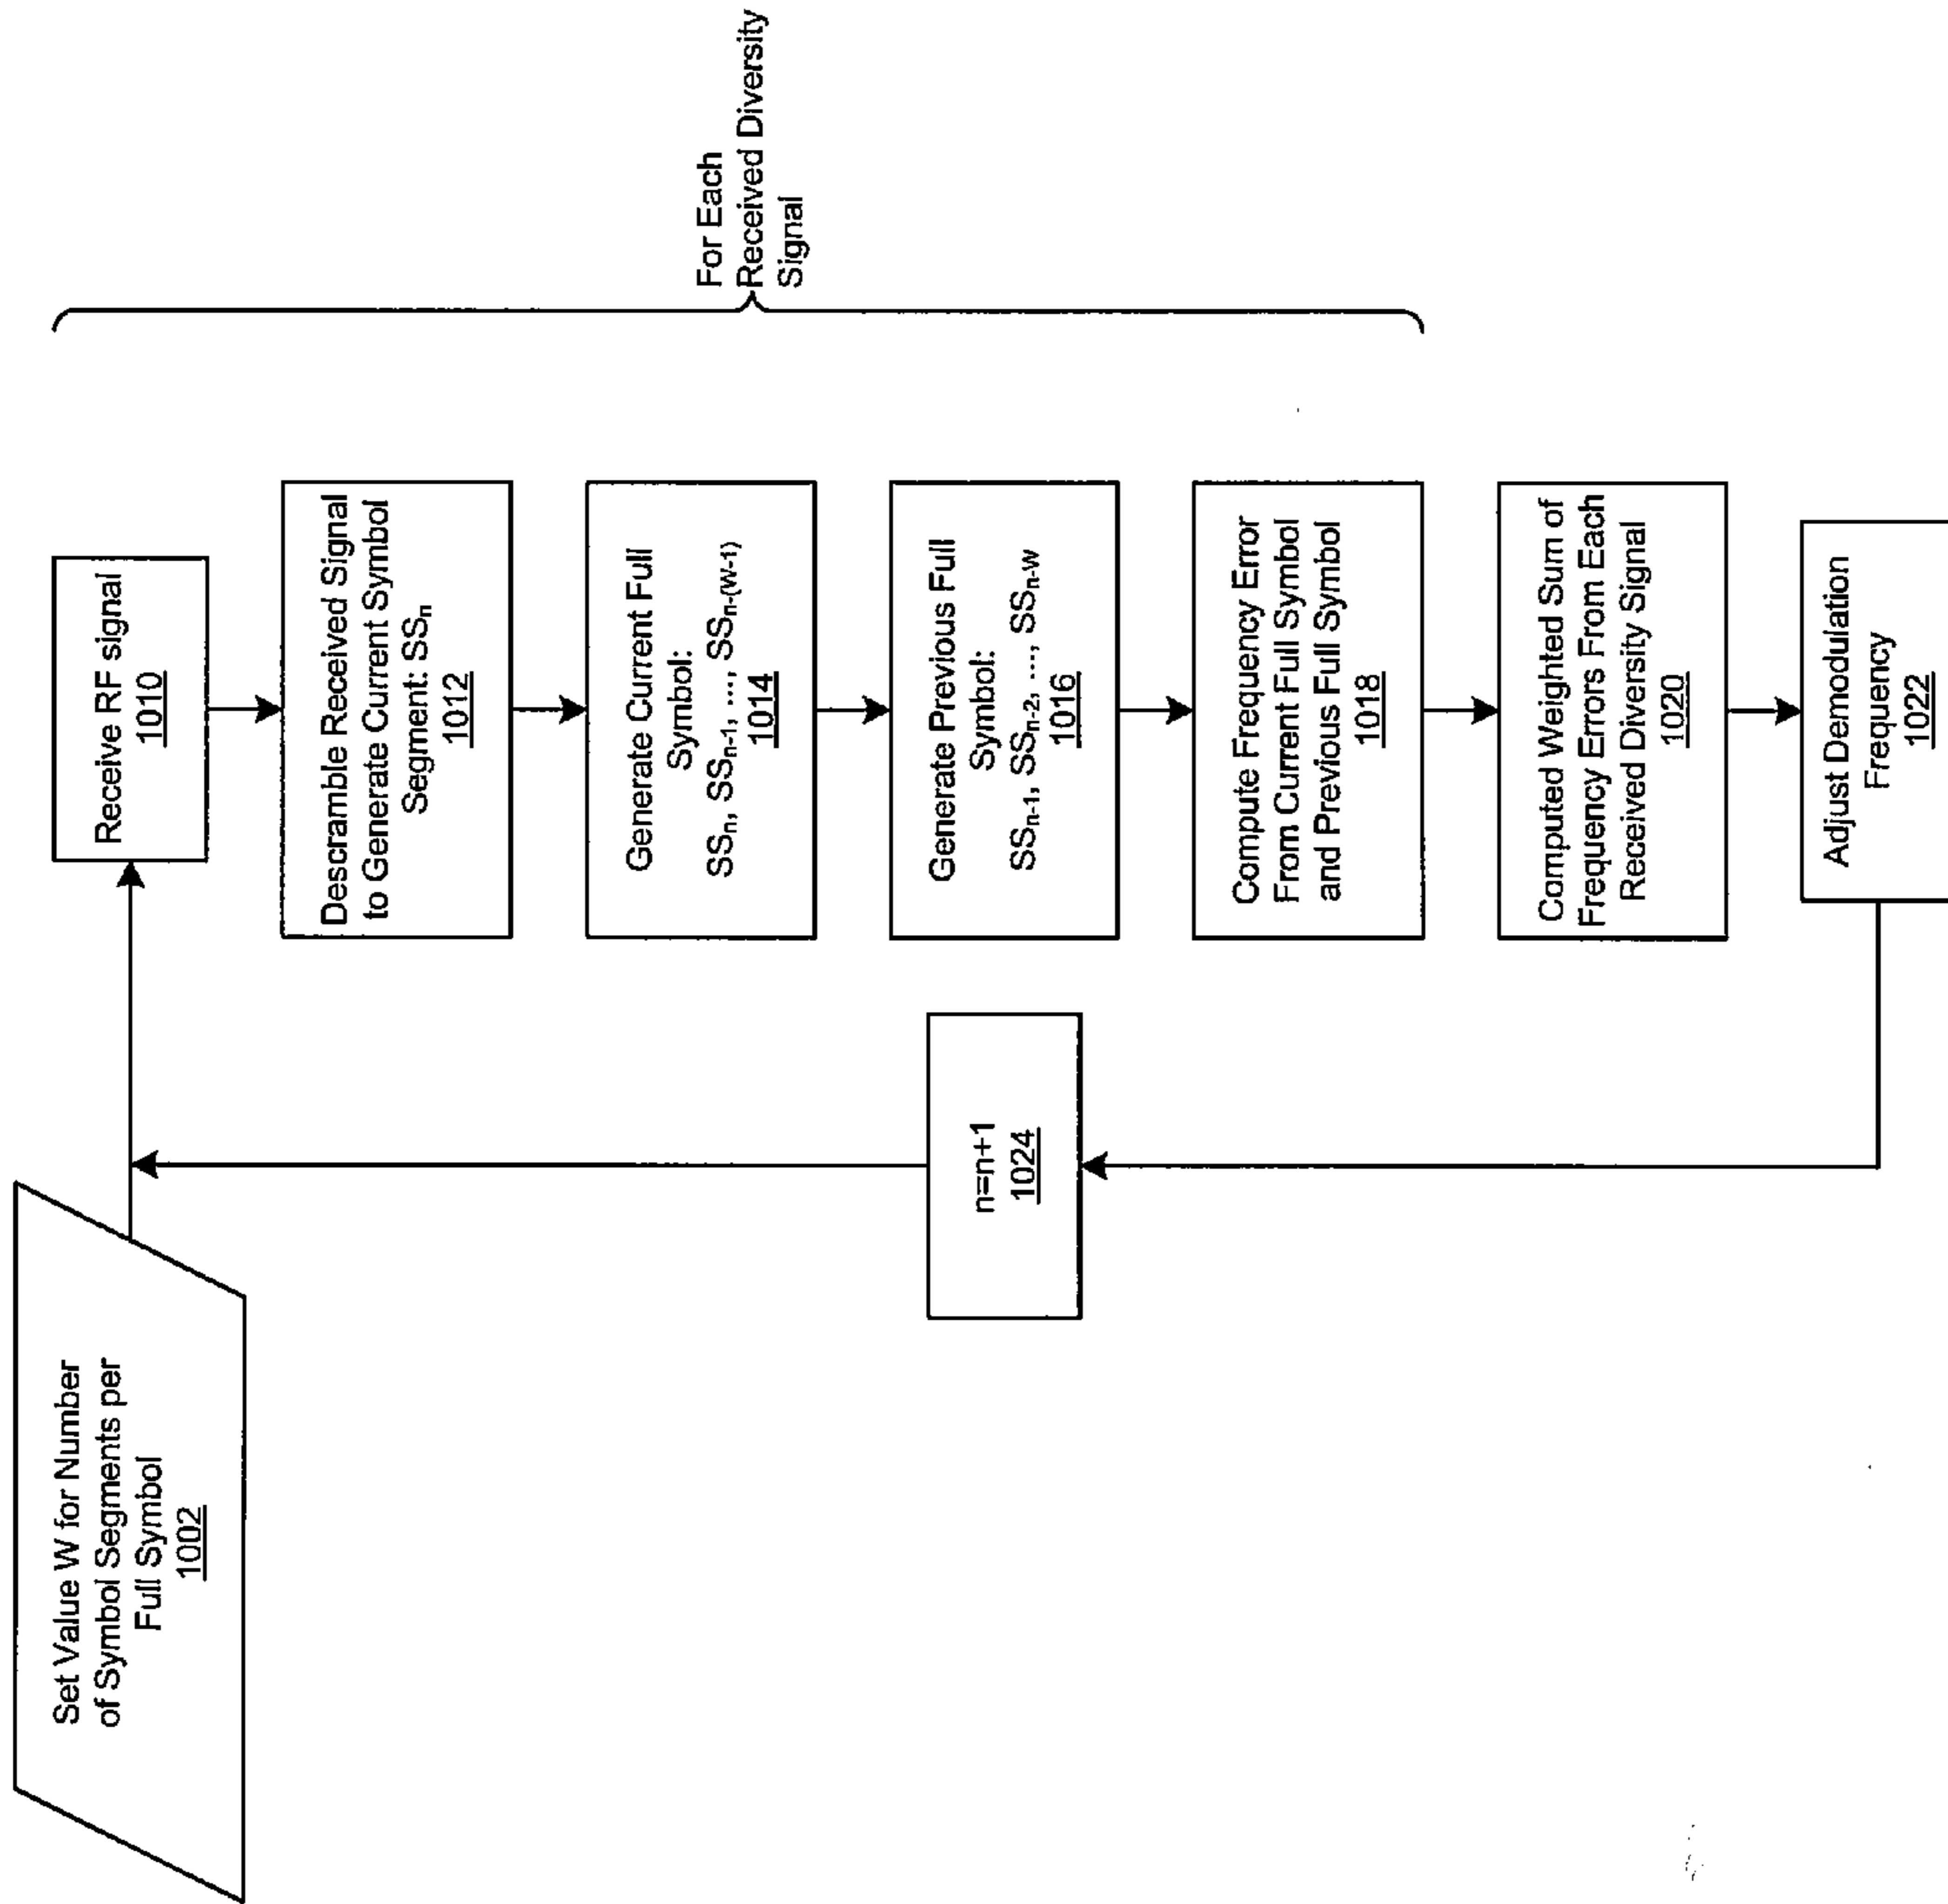 Set Value W for Number
of Symbol Segments per
Full Symbol
1002
Receive RF signal
1010
Descramble Received Signal
to Generate Current Symbol
Segment: SSₙ
1012
Generate Current Full
Symbol:
SSₙ, SSₙ₋₁, ..., SSₙ₋₍W₋₁₎
1014
Generate Previous Full
Symbol:
SSₙ₋₁, SSₙ₋₂, ..., SSₙ₋W
1016
Compute Frequency Error
From Current Full Symbol
and Previous Full Symbol
1018
Computed Weighted Sum of
Frequency Errors From Each
Received Diversity Signal
1020
Adjust Demodulation
Frequency
1022
n=n+1
1024
For Each
Received Diversity
Signal